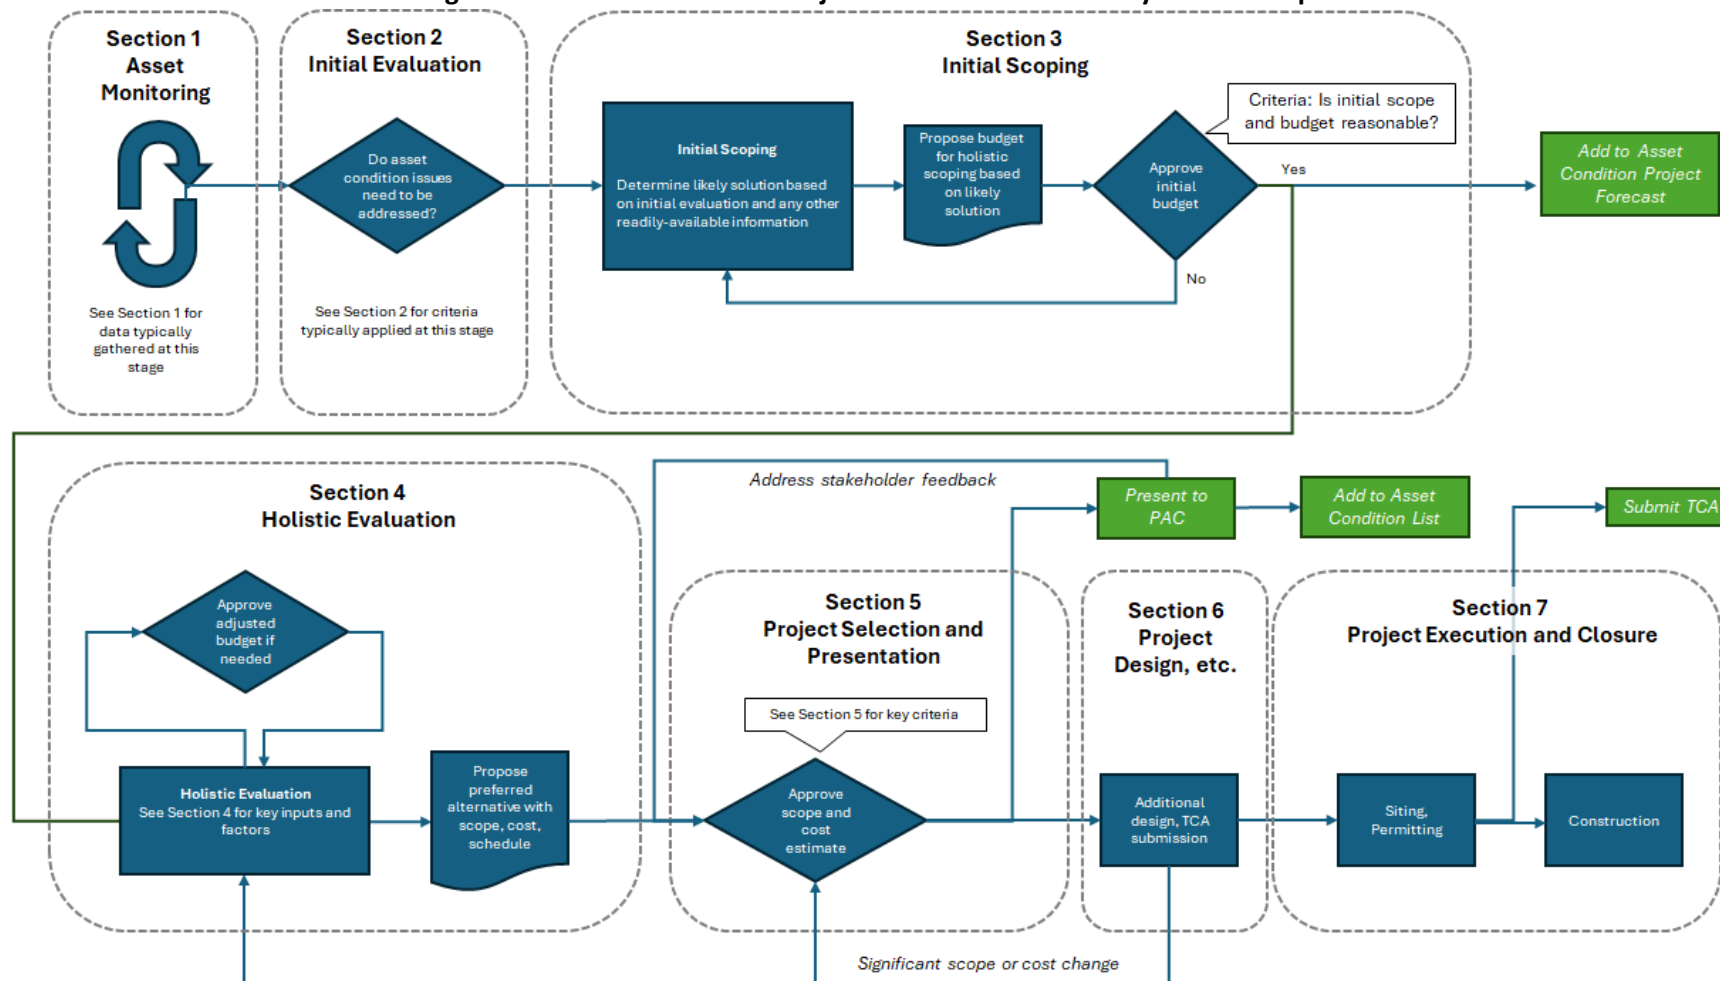 Section 1
Asset
Monitoring
See Section 1 for
data typically
gathered at this
stage
Section 2
Initial Evaluation
Do asset
condition issues
need to be
addressed?
See Section 2 for criteria
typically applied at this stage
Section 3
Initial Scoping
Initial Scoping
Determine likely solution based
on initial evaluation and any other
readily-available information
Propose budget
for holistic
scoping based
on likely
solution
Approve
initial
budget
Criteria: Is initial scope
and budget reasonable?
Yes
No
Add to Asset
Condition Project
Forecast
Section 4
Holistic Evaluation
Approve
adjusted
budget if
needed
Holistic Evaluation
See Section 4 for key inputs and
factors
Propose
preferred
alternative with
scope, cost,
schedule
Address stakeholder feedback
Present to
PAC
Add to Asset
Condition List
Submit TCA
Section 5
Project Selection and
Presentation
See Section 5 for key criteria
Approve
scope and
cost
estimate
Section 6
Project
Design, etc.
Additional
design, TCA
submission
Section 7
Project Execution and Closure
Siting,
Permitting
Construction
Significant scope or cost change